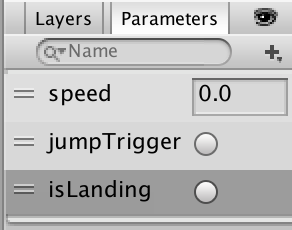 Layers Parameters
Name
speed 0.0
jumpTrigger
isLanding